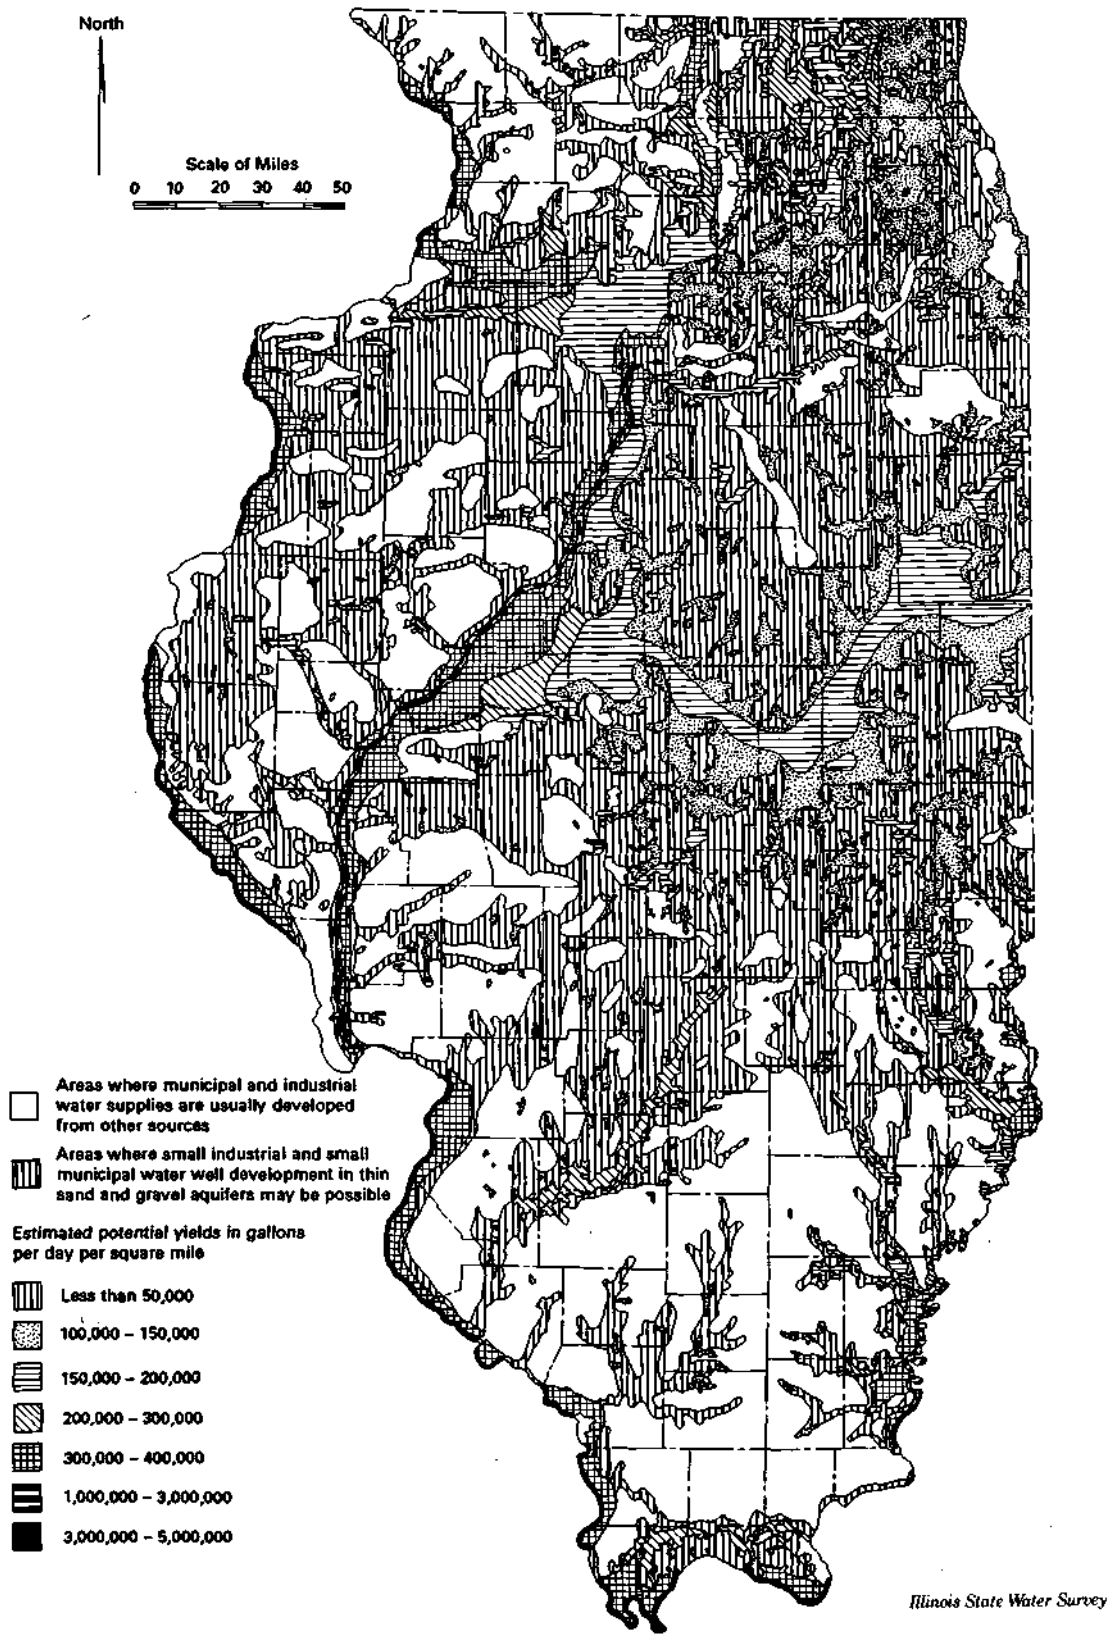 North
Scale of Miles
0 10 20 30 40 50
Areas where municipal and industrial
water supplies are usually developed
from other sources
Areas where small industrial and small
municipal water well development in thin
sand and gravel aquifers may be possible
Estimated potential yields in gallons
per day per square mile
Less than 50,000
100,000 – 150,000
150,000 – 200,000
200,000 – 300,000
300,000 – 400,000
1,000,000 – 3,000,000
3,000,000 – 5,000,000
Illinois State Water Survey